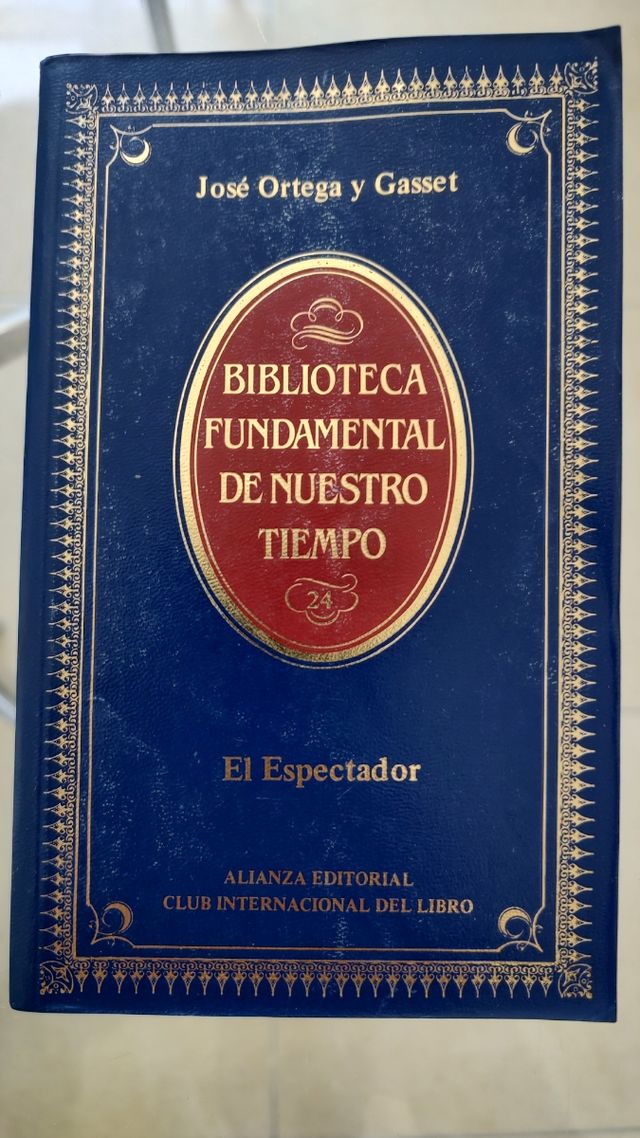 José Ortega y Gasset
BIBLIOTECA
FUNDAMENTAL
DE NUESTRO
TIEMPO
24
El Espectador
ALIANZA EDITORIAL
CLUB INTERNACIONAL DEL LIBRO